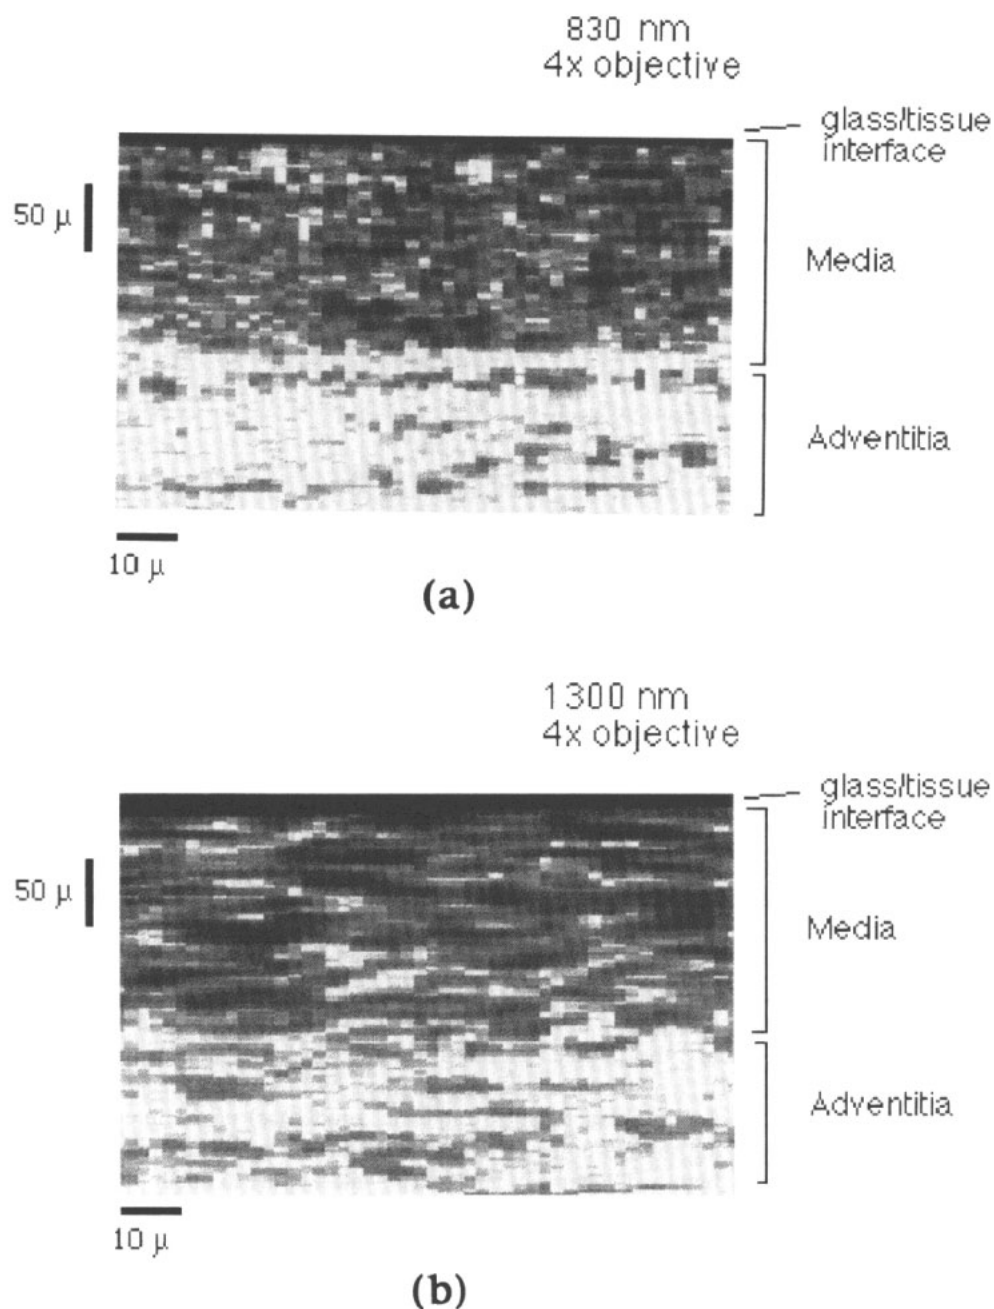 830 nm
4x objective
glass/tissue
interface
50 μ
Media
Adventitia
10 μ
(a)
1300 nm
4x objective
glass/tissue
interface
50 μ
Media
Adventitia
10 μ
(b)